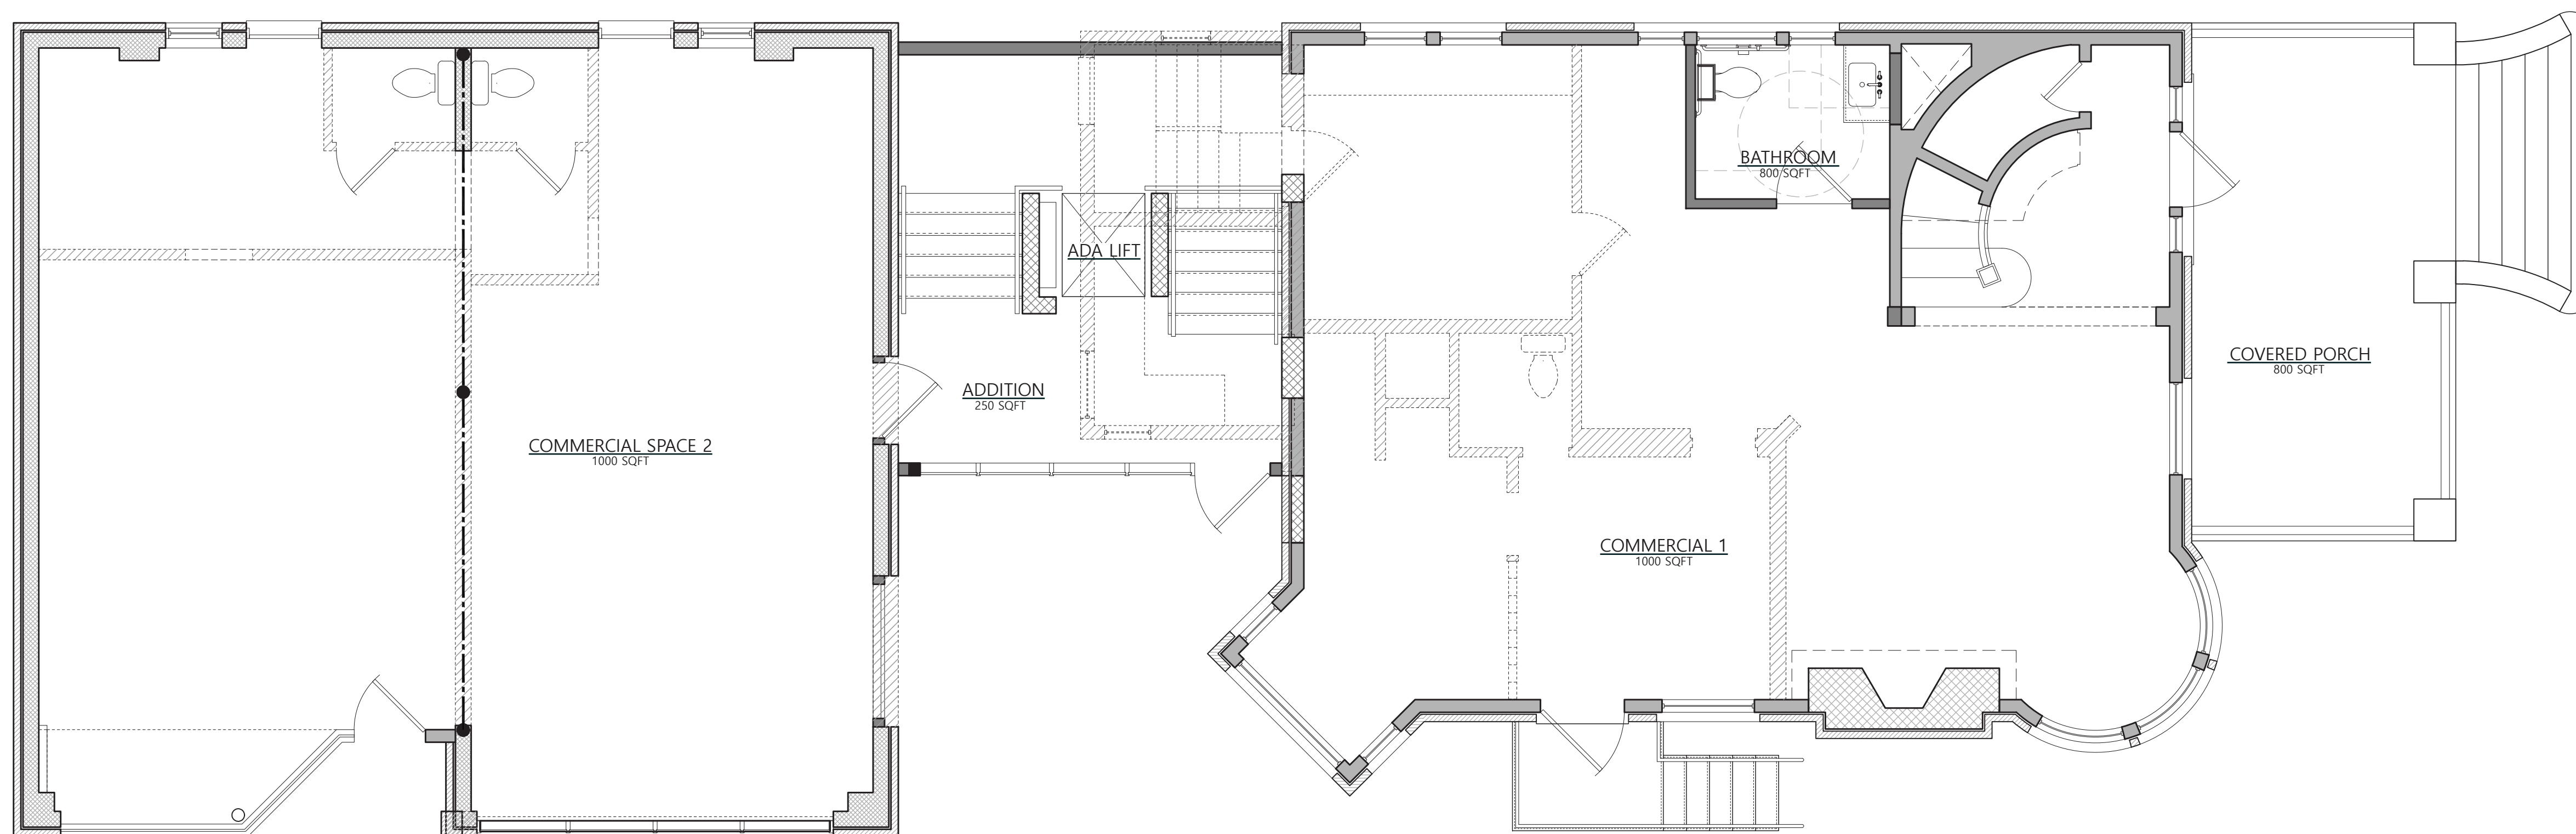 BATHROOM
800 SQFT
ADA LIFT
COVERED PORCH
800 SQFT
ADDITION
250 SQFT
COMMERCIAL SPACE 2
1000 SQFT
COMMERCIAL 1
1000 SQFT